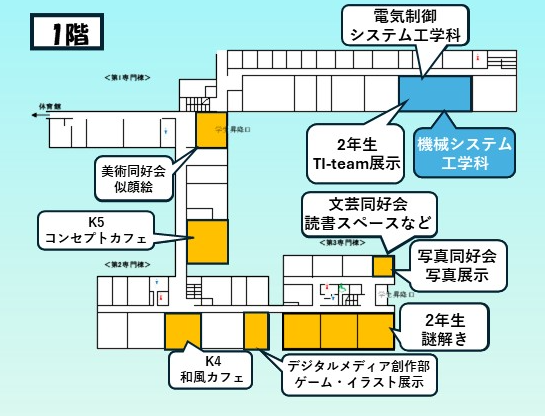 1階
電気制御
システム工学科
<第1専門棟>
体育館
学生昇降口
2年生
TI-team展示
機械システム
工学科
美術同好会
似顔絵
文芸同好会
読書スペースなど
K5
コンセプトカフェ
<第3専門棟>
写真同好会
写真展示
<第2専門棟>
学生昇降口
2年生
謎解き
K4
和風カフェ
デジタルメディア創作部
ゲーム・イラスト展示